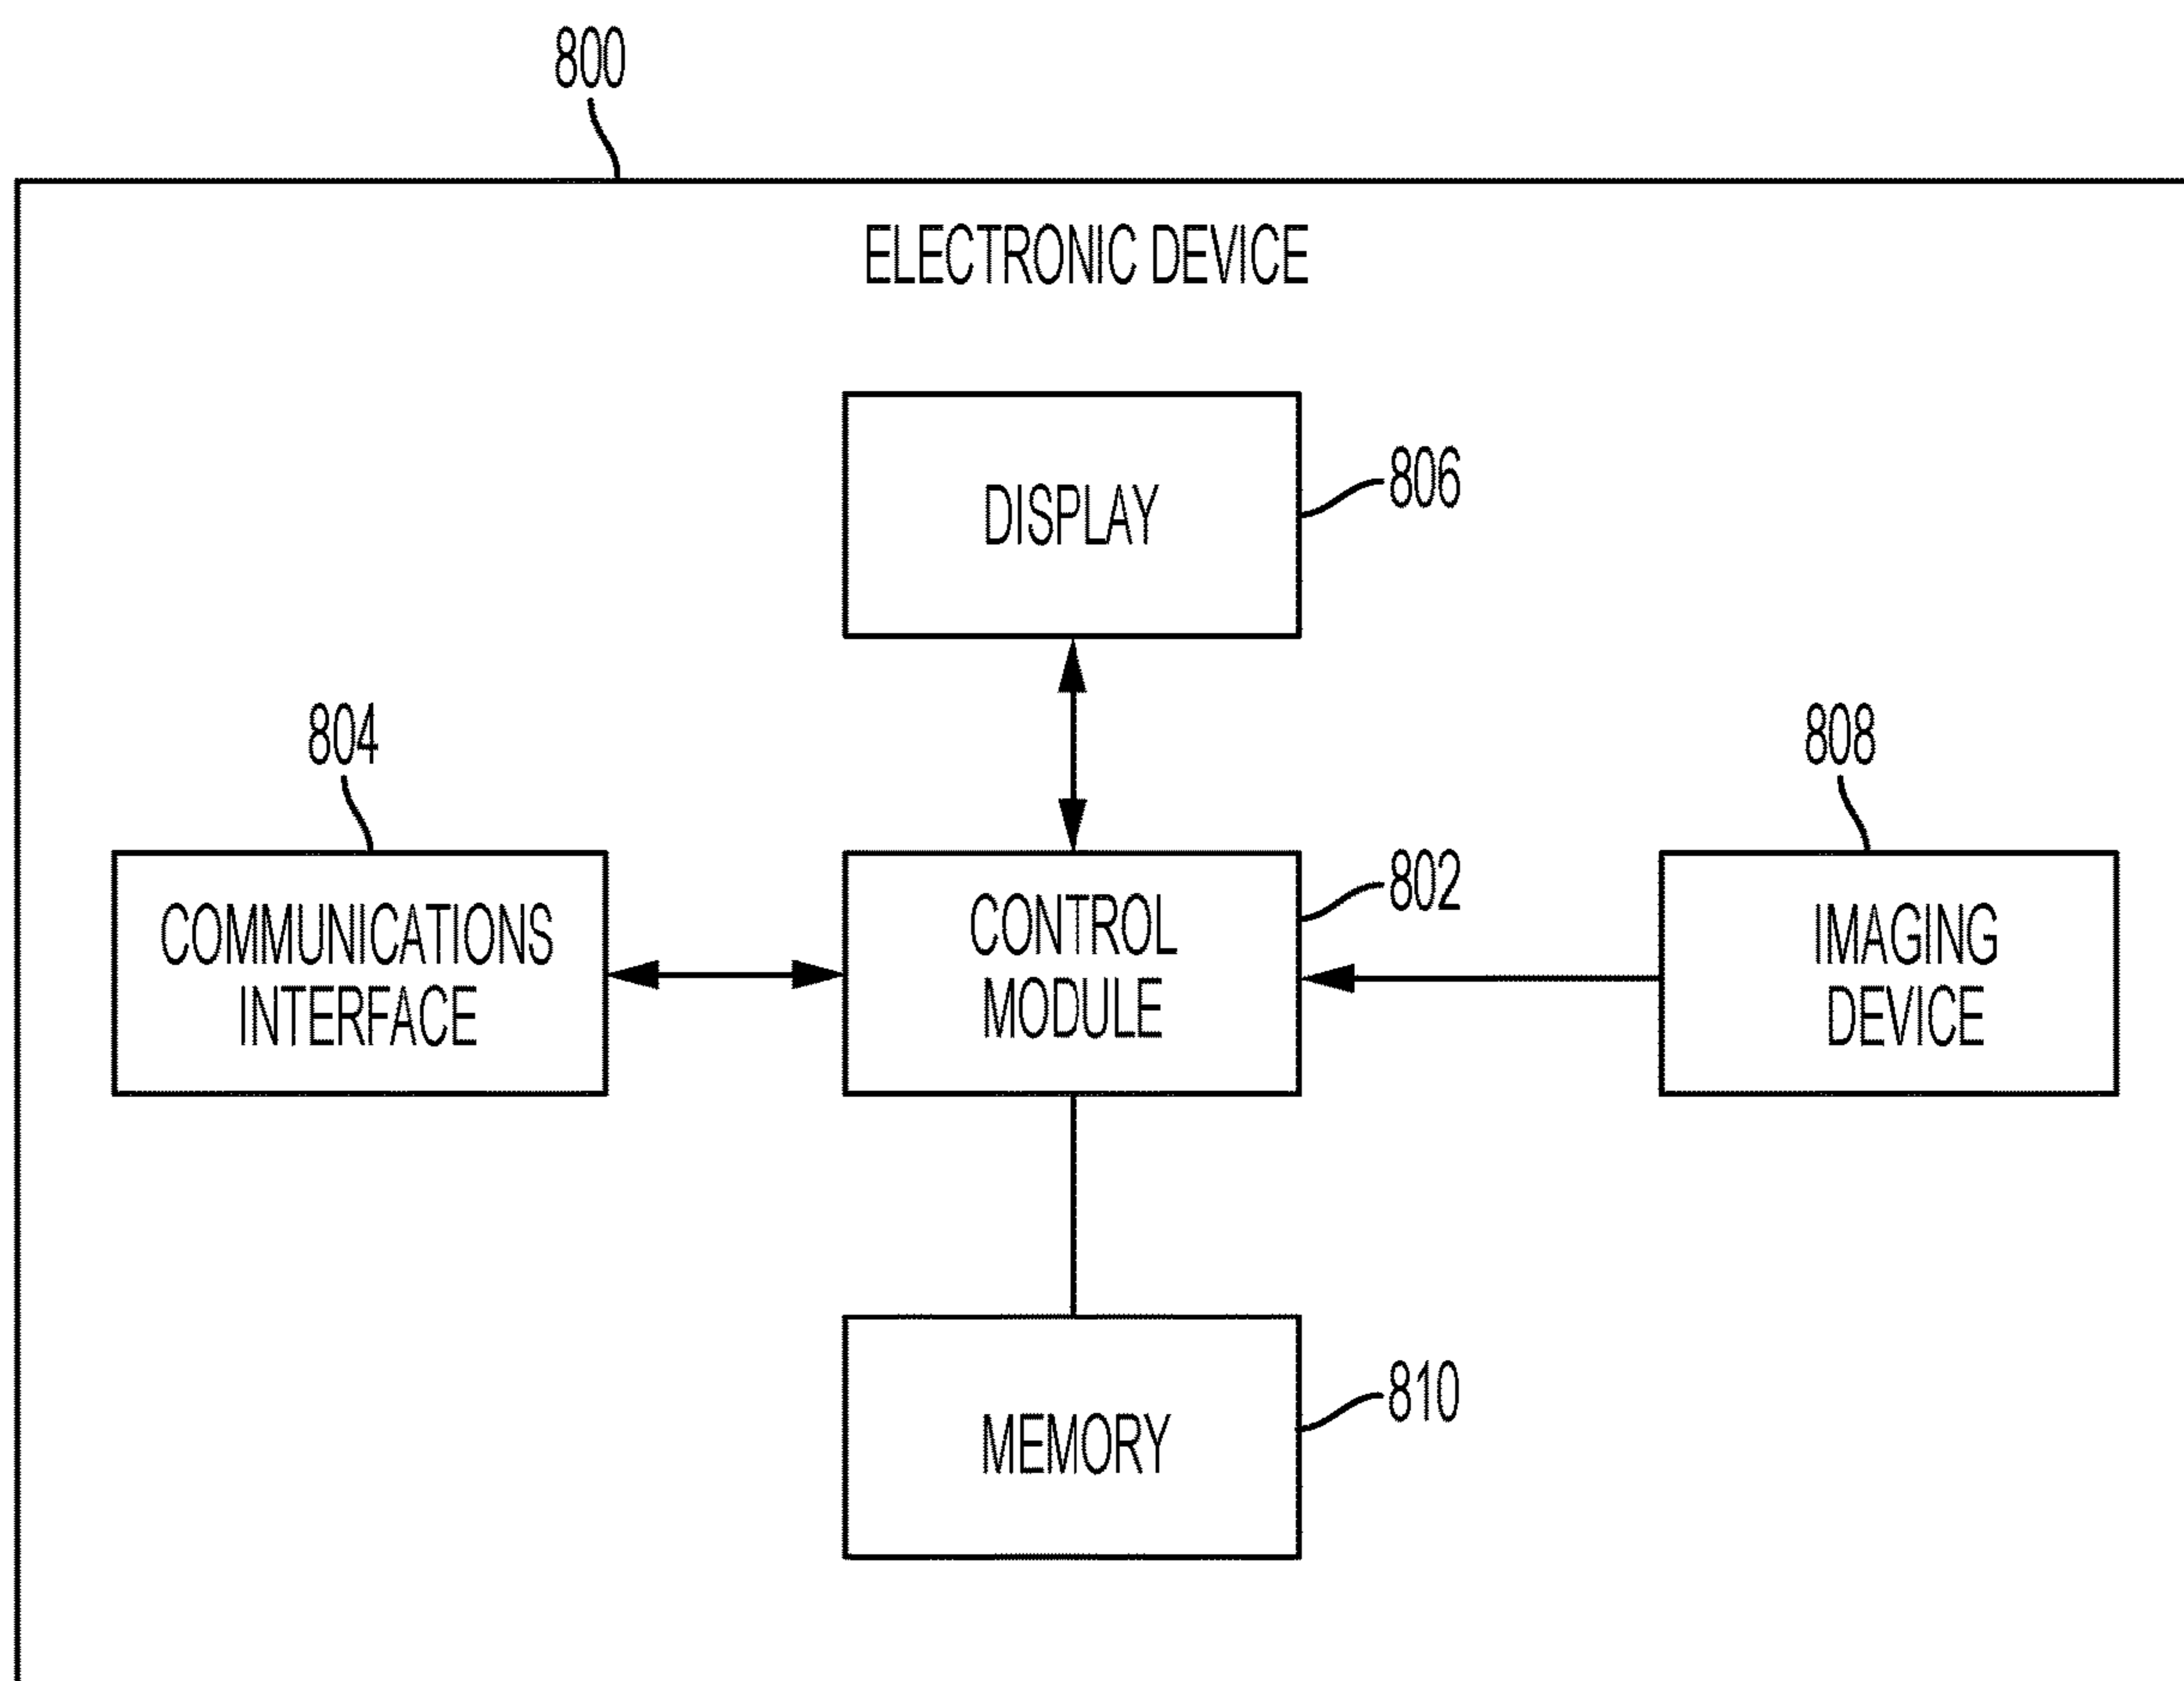 800
ELECTRONIC DEVICE
DISPLAY
806
804
808
COMMUNICATIONS
INTERFACE
CONTROL
MODULE
802
IMAGING
DEVICE
MEMORY
810